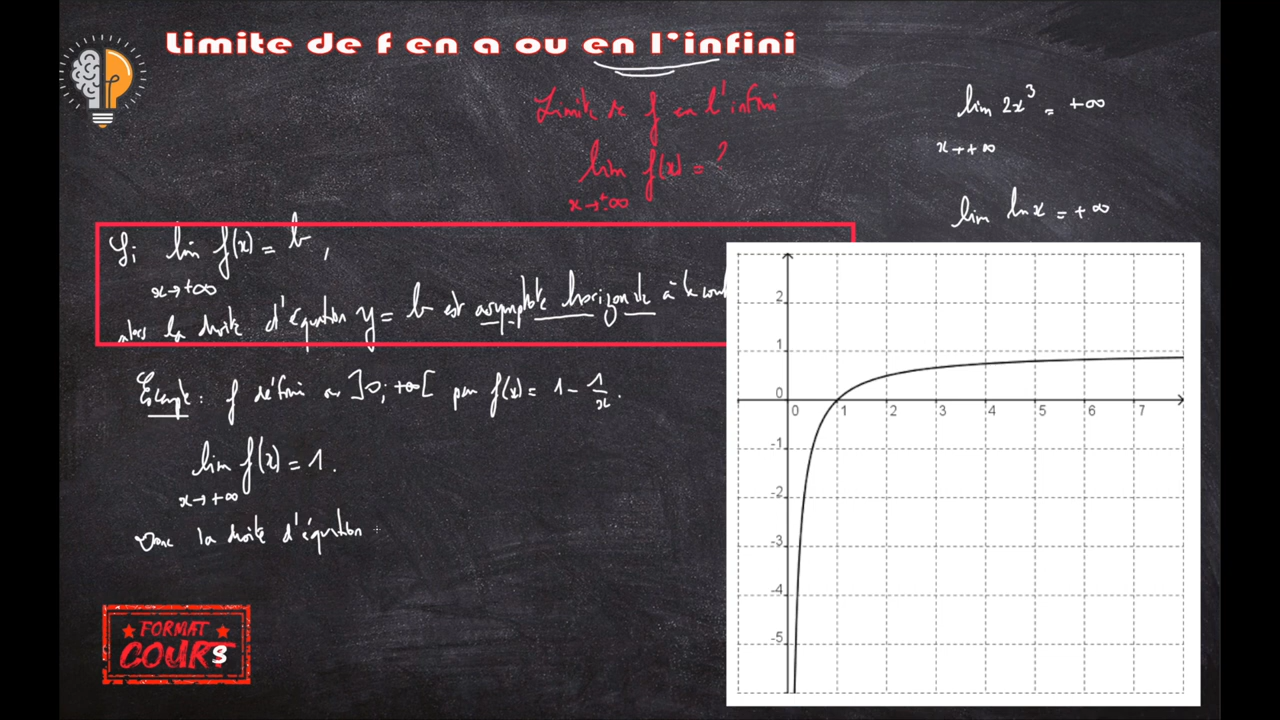 Limite de f en a ou en l'infini
Limite de f en l'infini
lim f(x) = ?
x→+∞
lim 2x³ = +∞
x→+∞
lim ln x = +∞
Si lim f(x) = b,
x→+∞
alors la droite d'équation y = b est asymptote horizontale à la
Exemple : f définie sur ]0; +∞[ par f(x) = 1 - 1/x.
lim f(x) = 1.
x→+∞
Donc la droite d'équation
FORMAT
COURS
2
1
0
-1
-2
-3
-4
-5
0 1 2 3 4 5 6 7